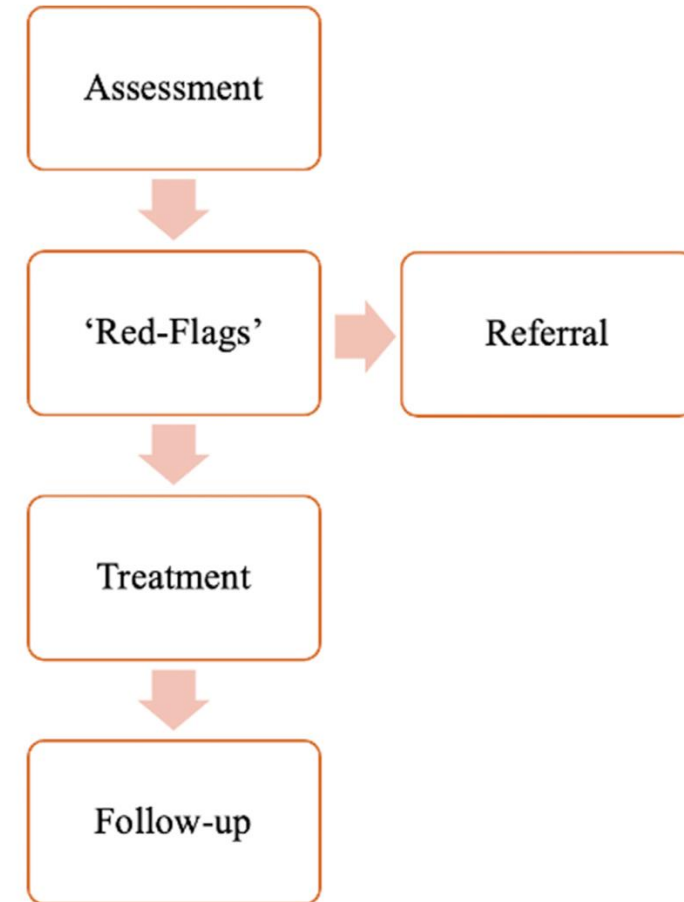 Assessment
‘Red-Flags’
Referral
Treatment
Follow-up